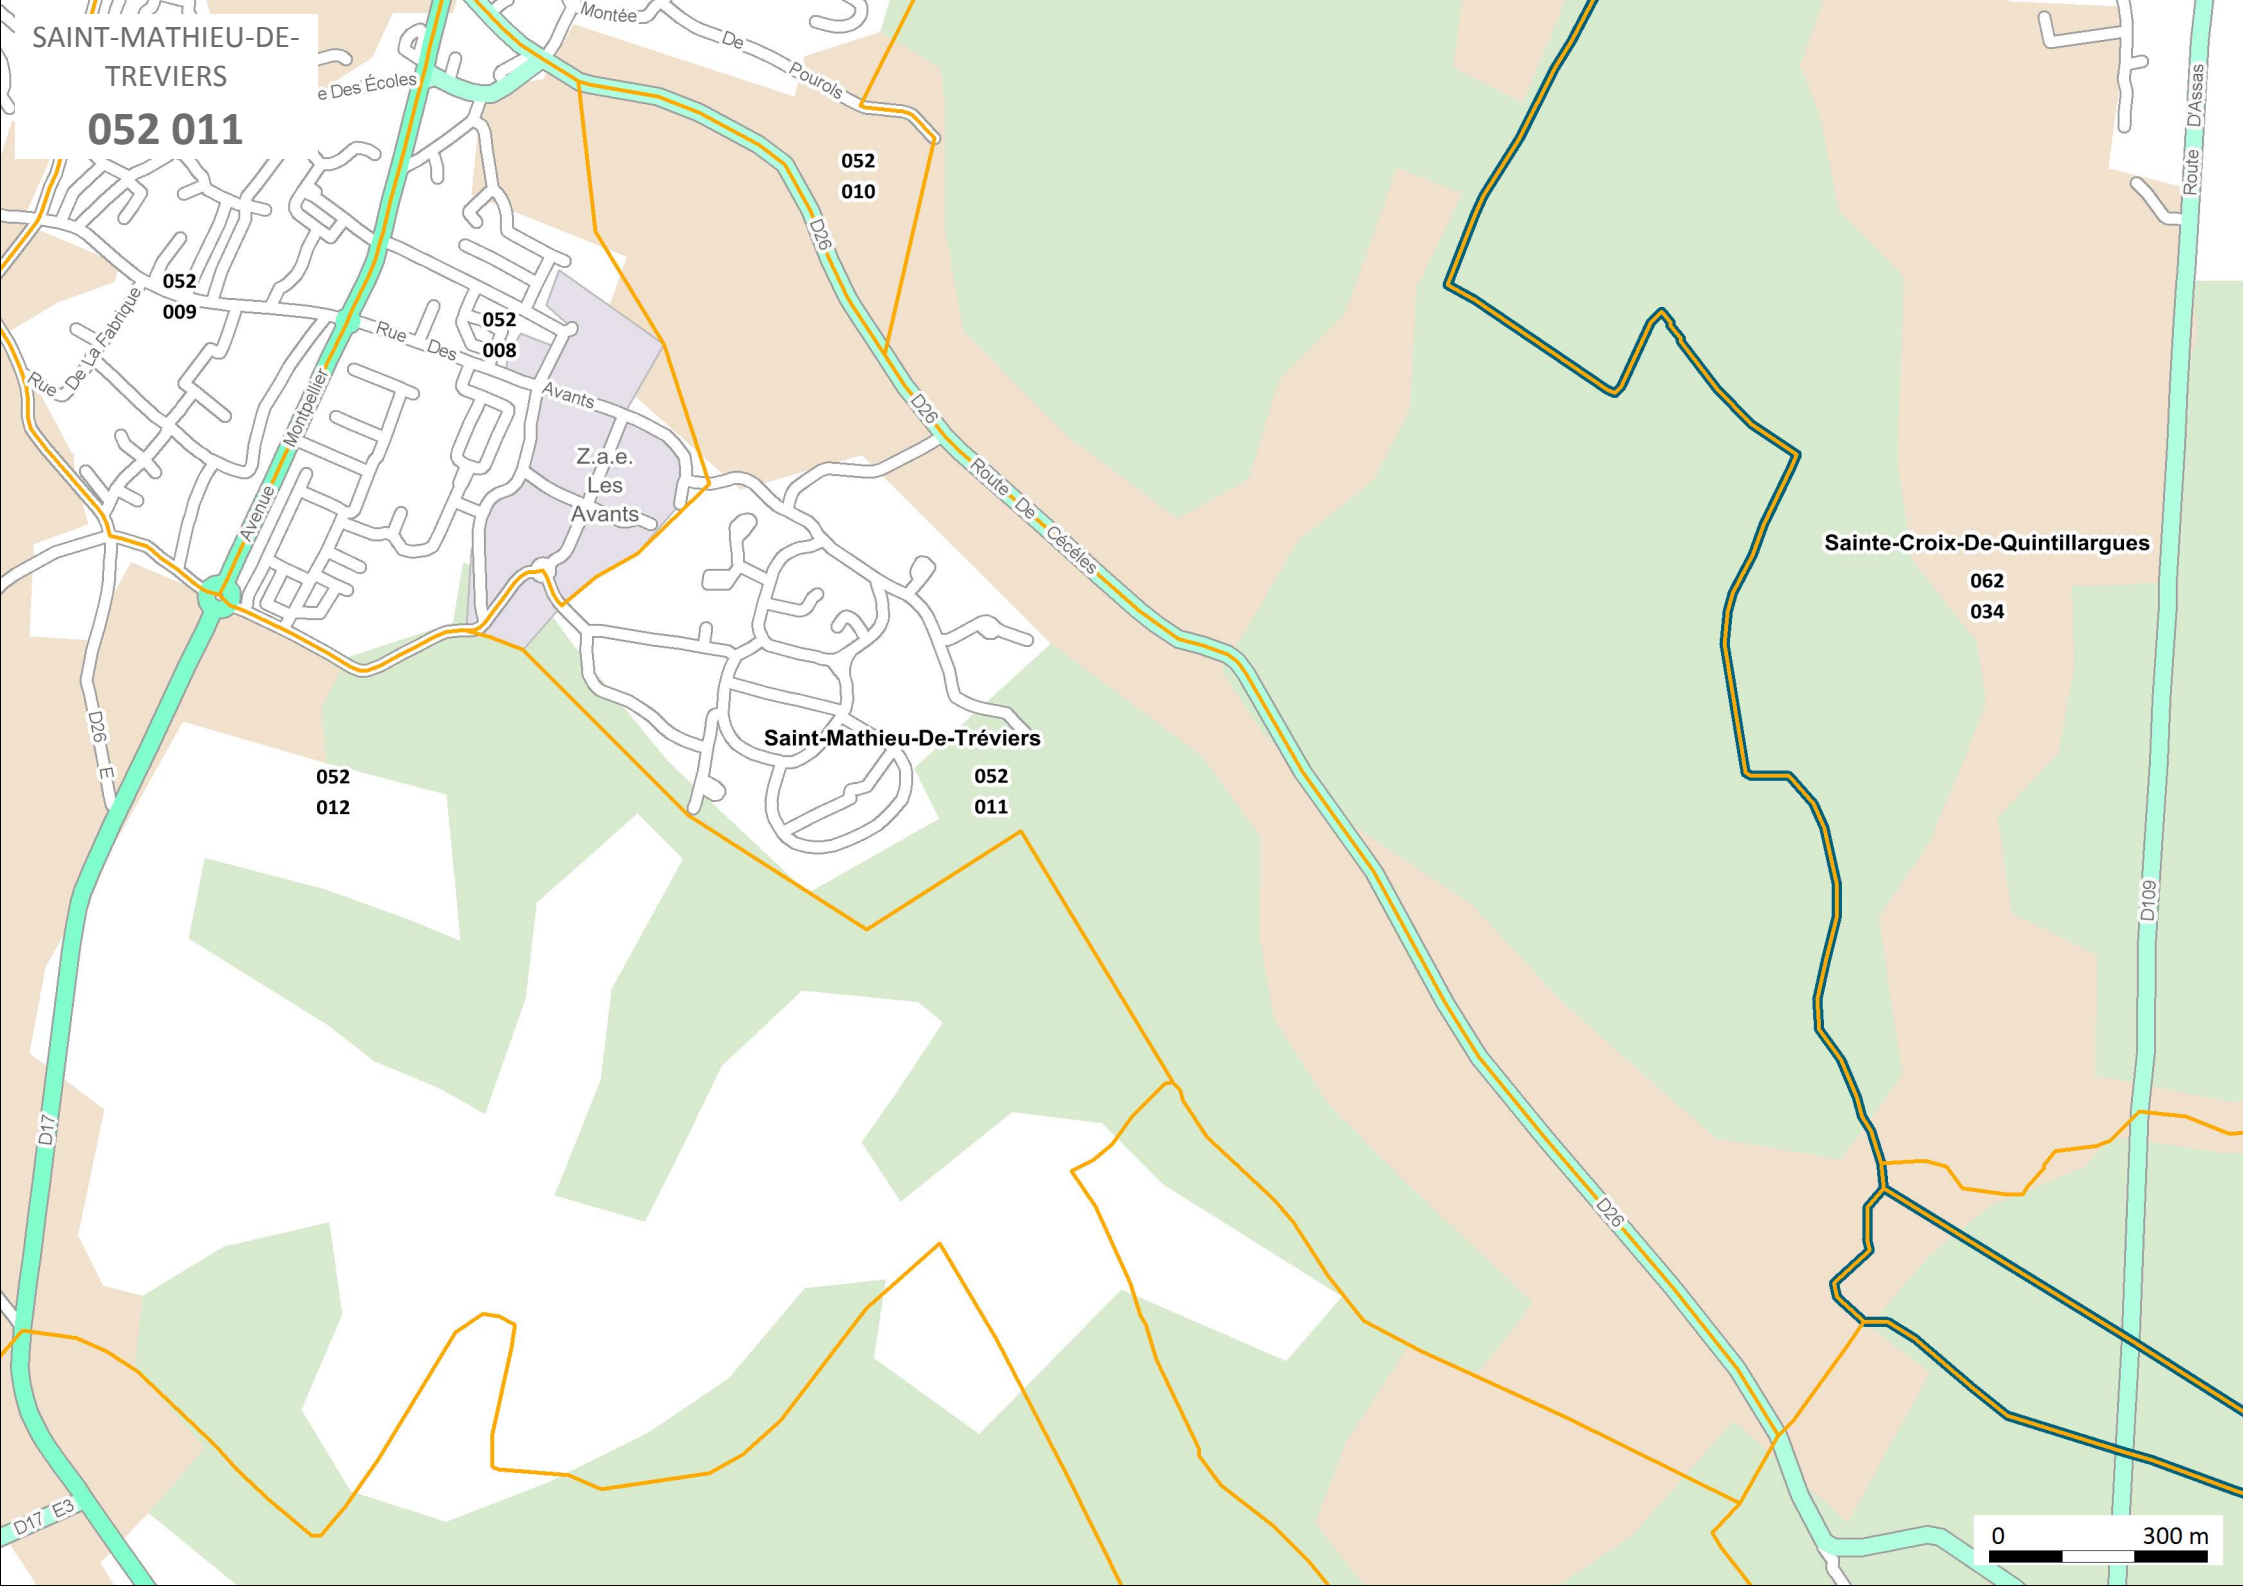 SAINT-MATHIEU-DE-
TREVIERS
052 011
Montée
De
Pourols
e Des Écoles
Route D'Assas
052
010
D26
052
009
052
008
Rue De La Fabrique
Rue Des
Avants
Avenue Montpellier
D26
Z.a.e.
Les
Avants
Route De Cécéles
Sainte-Croix-De-Quintillargues
062
034
D26 E
Saint-Mathieu-De-Tréviers
052
011
052
012
D109
D17
D26
D17 E3
0 300 m